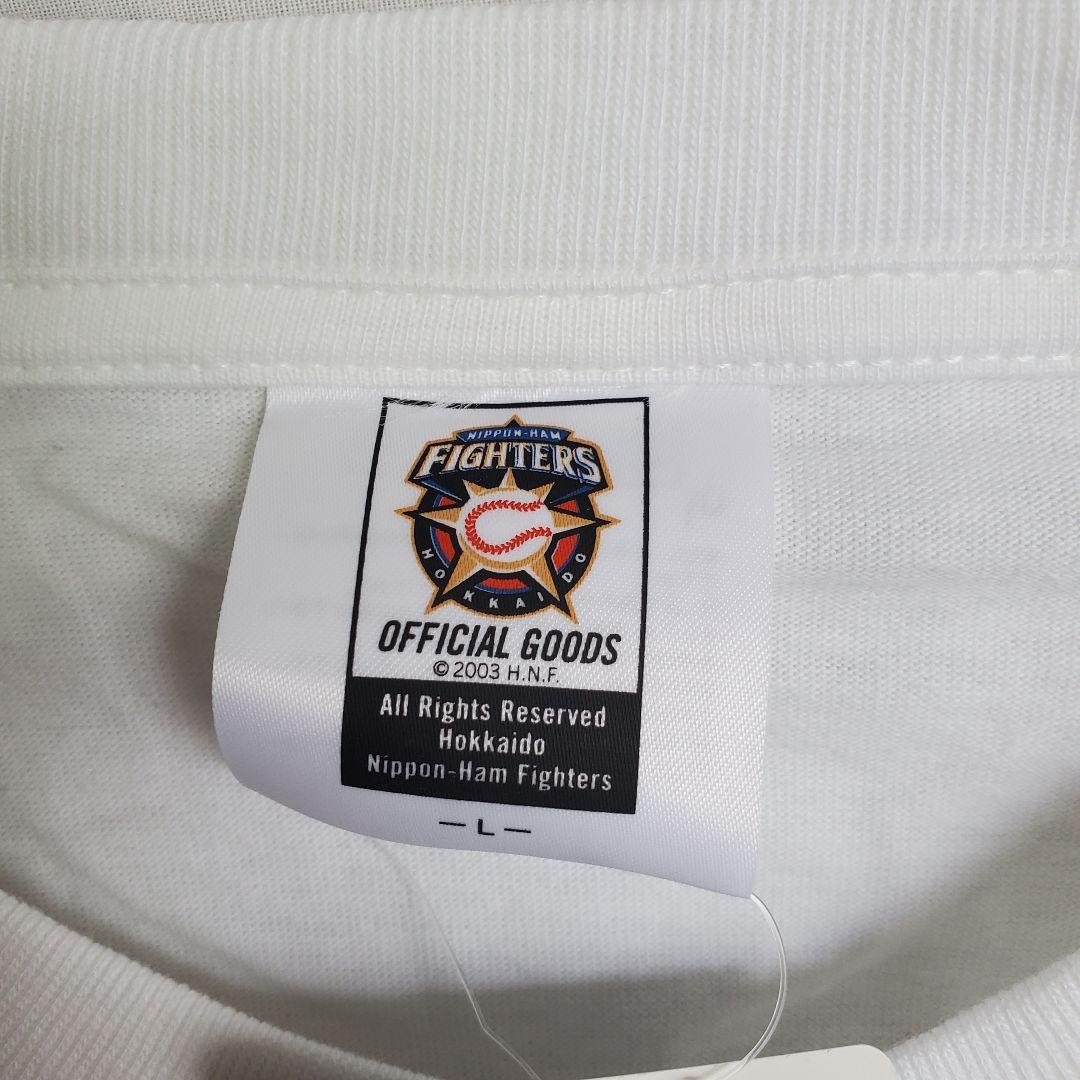 NIPPON-HAM
FIGHTERS
HOKKAIDO
OFFICIAL GOODS
© 2003 H.N.F.
All Rights Reserved
Hokkaido
Nippon-Ham Fighters
— L —